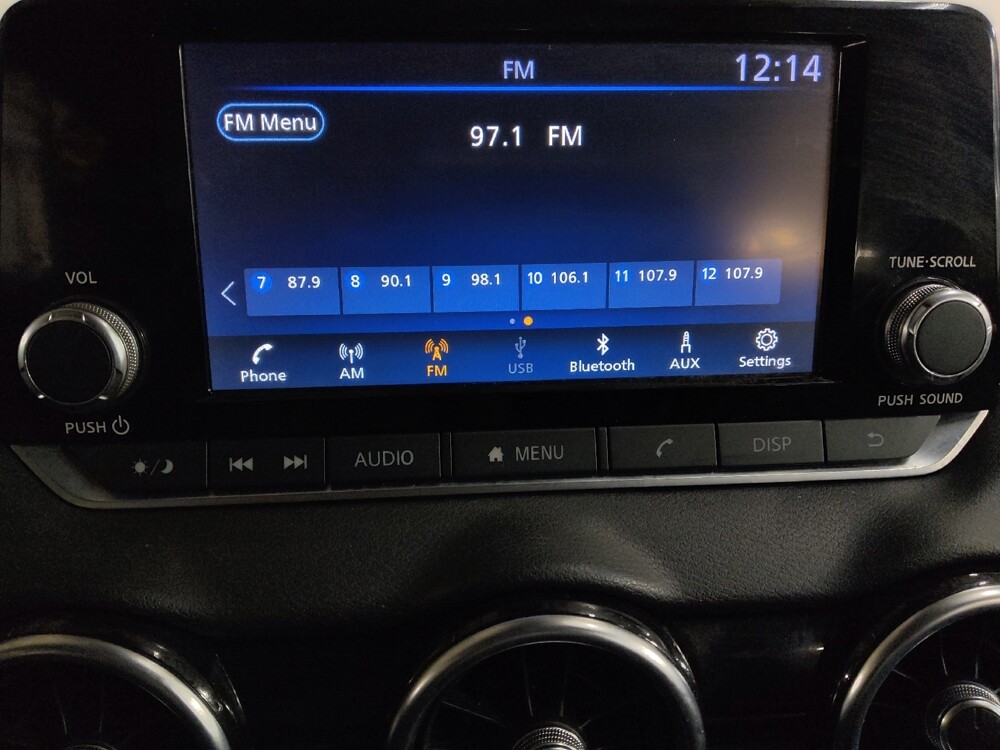 FM 12:14
FM Menu
97.1 FM
VOL
TUNE·SCROLL
7 87.9 8 90.1 9 98.1 10 106.1 11 107.9 12 107.9
Phone AM FM USB Bluetooth AUX Settings
PUSH
PUSH SOUND
AUDIO MENU DISP